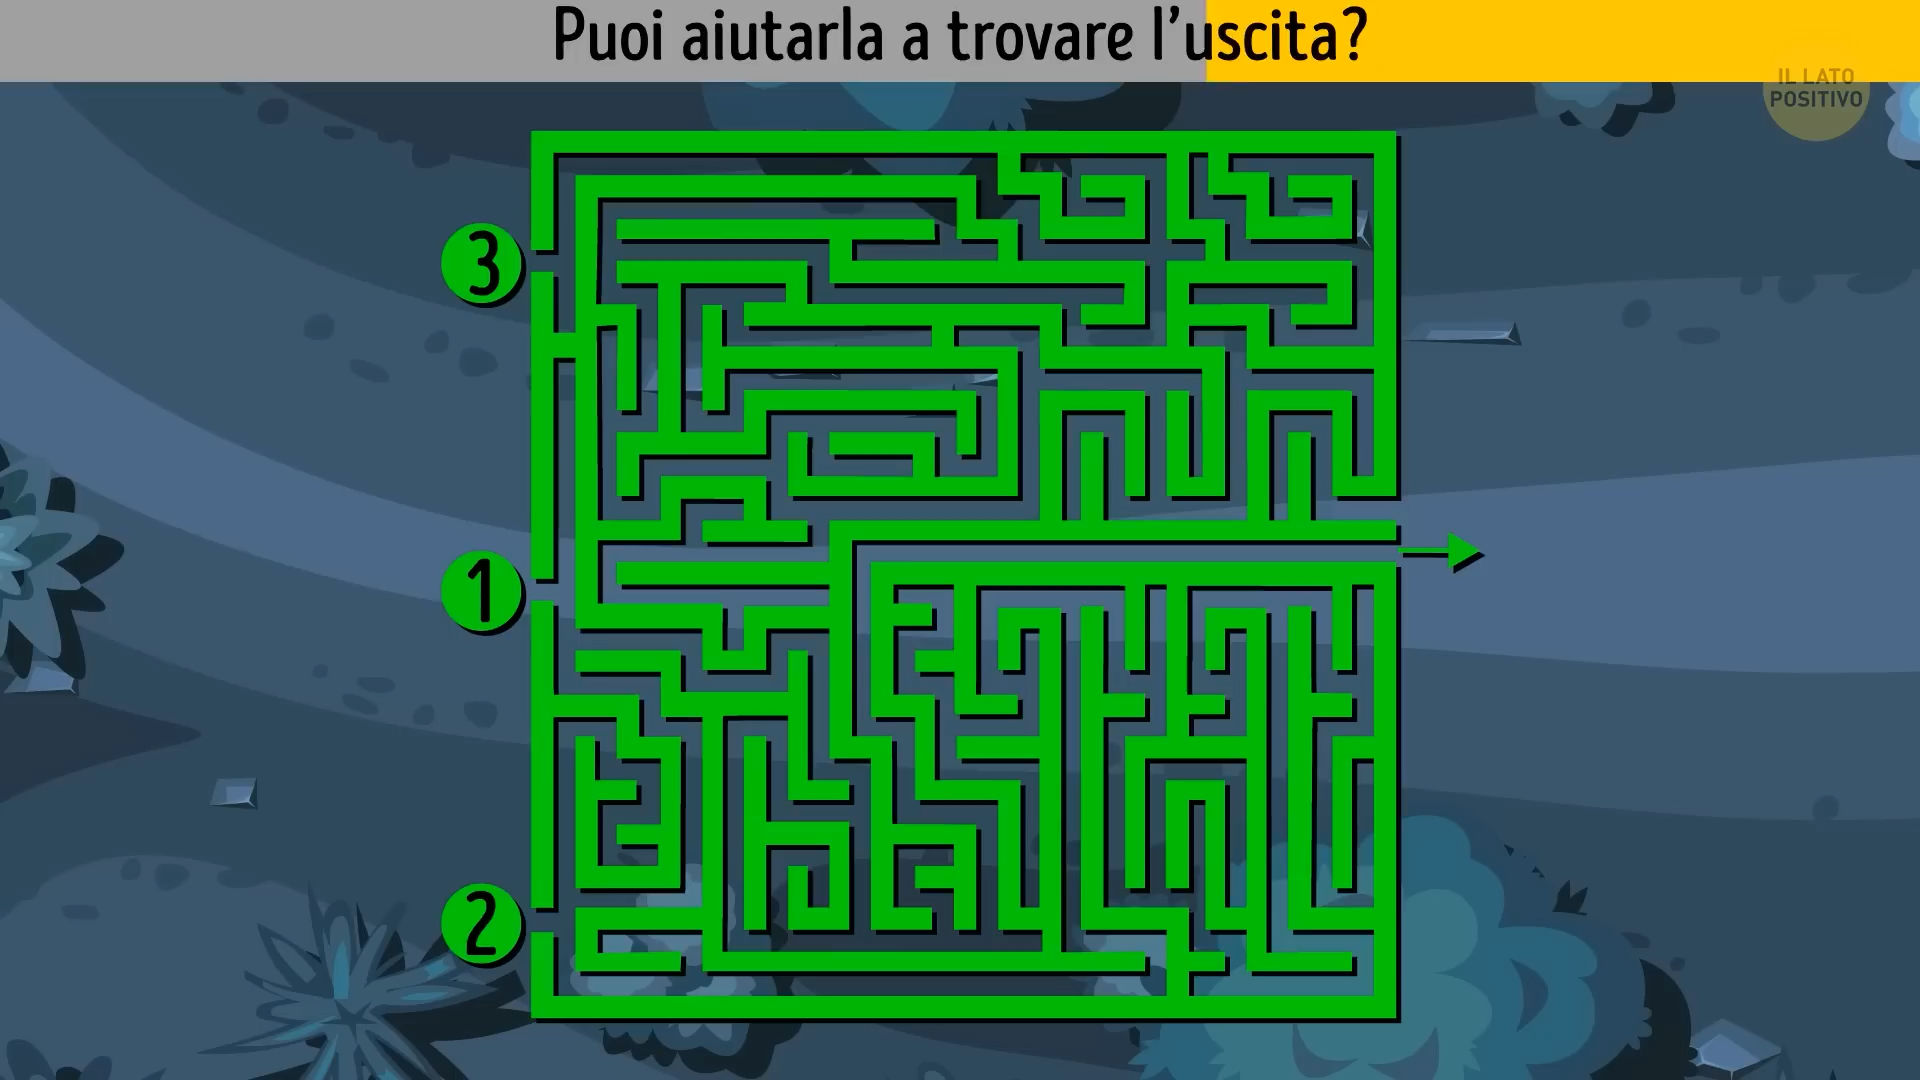 Puoi aiutarla a trovare l'uscita?
IL LATO
POSITIVO
3
1
2